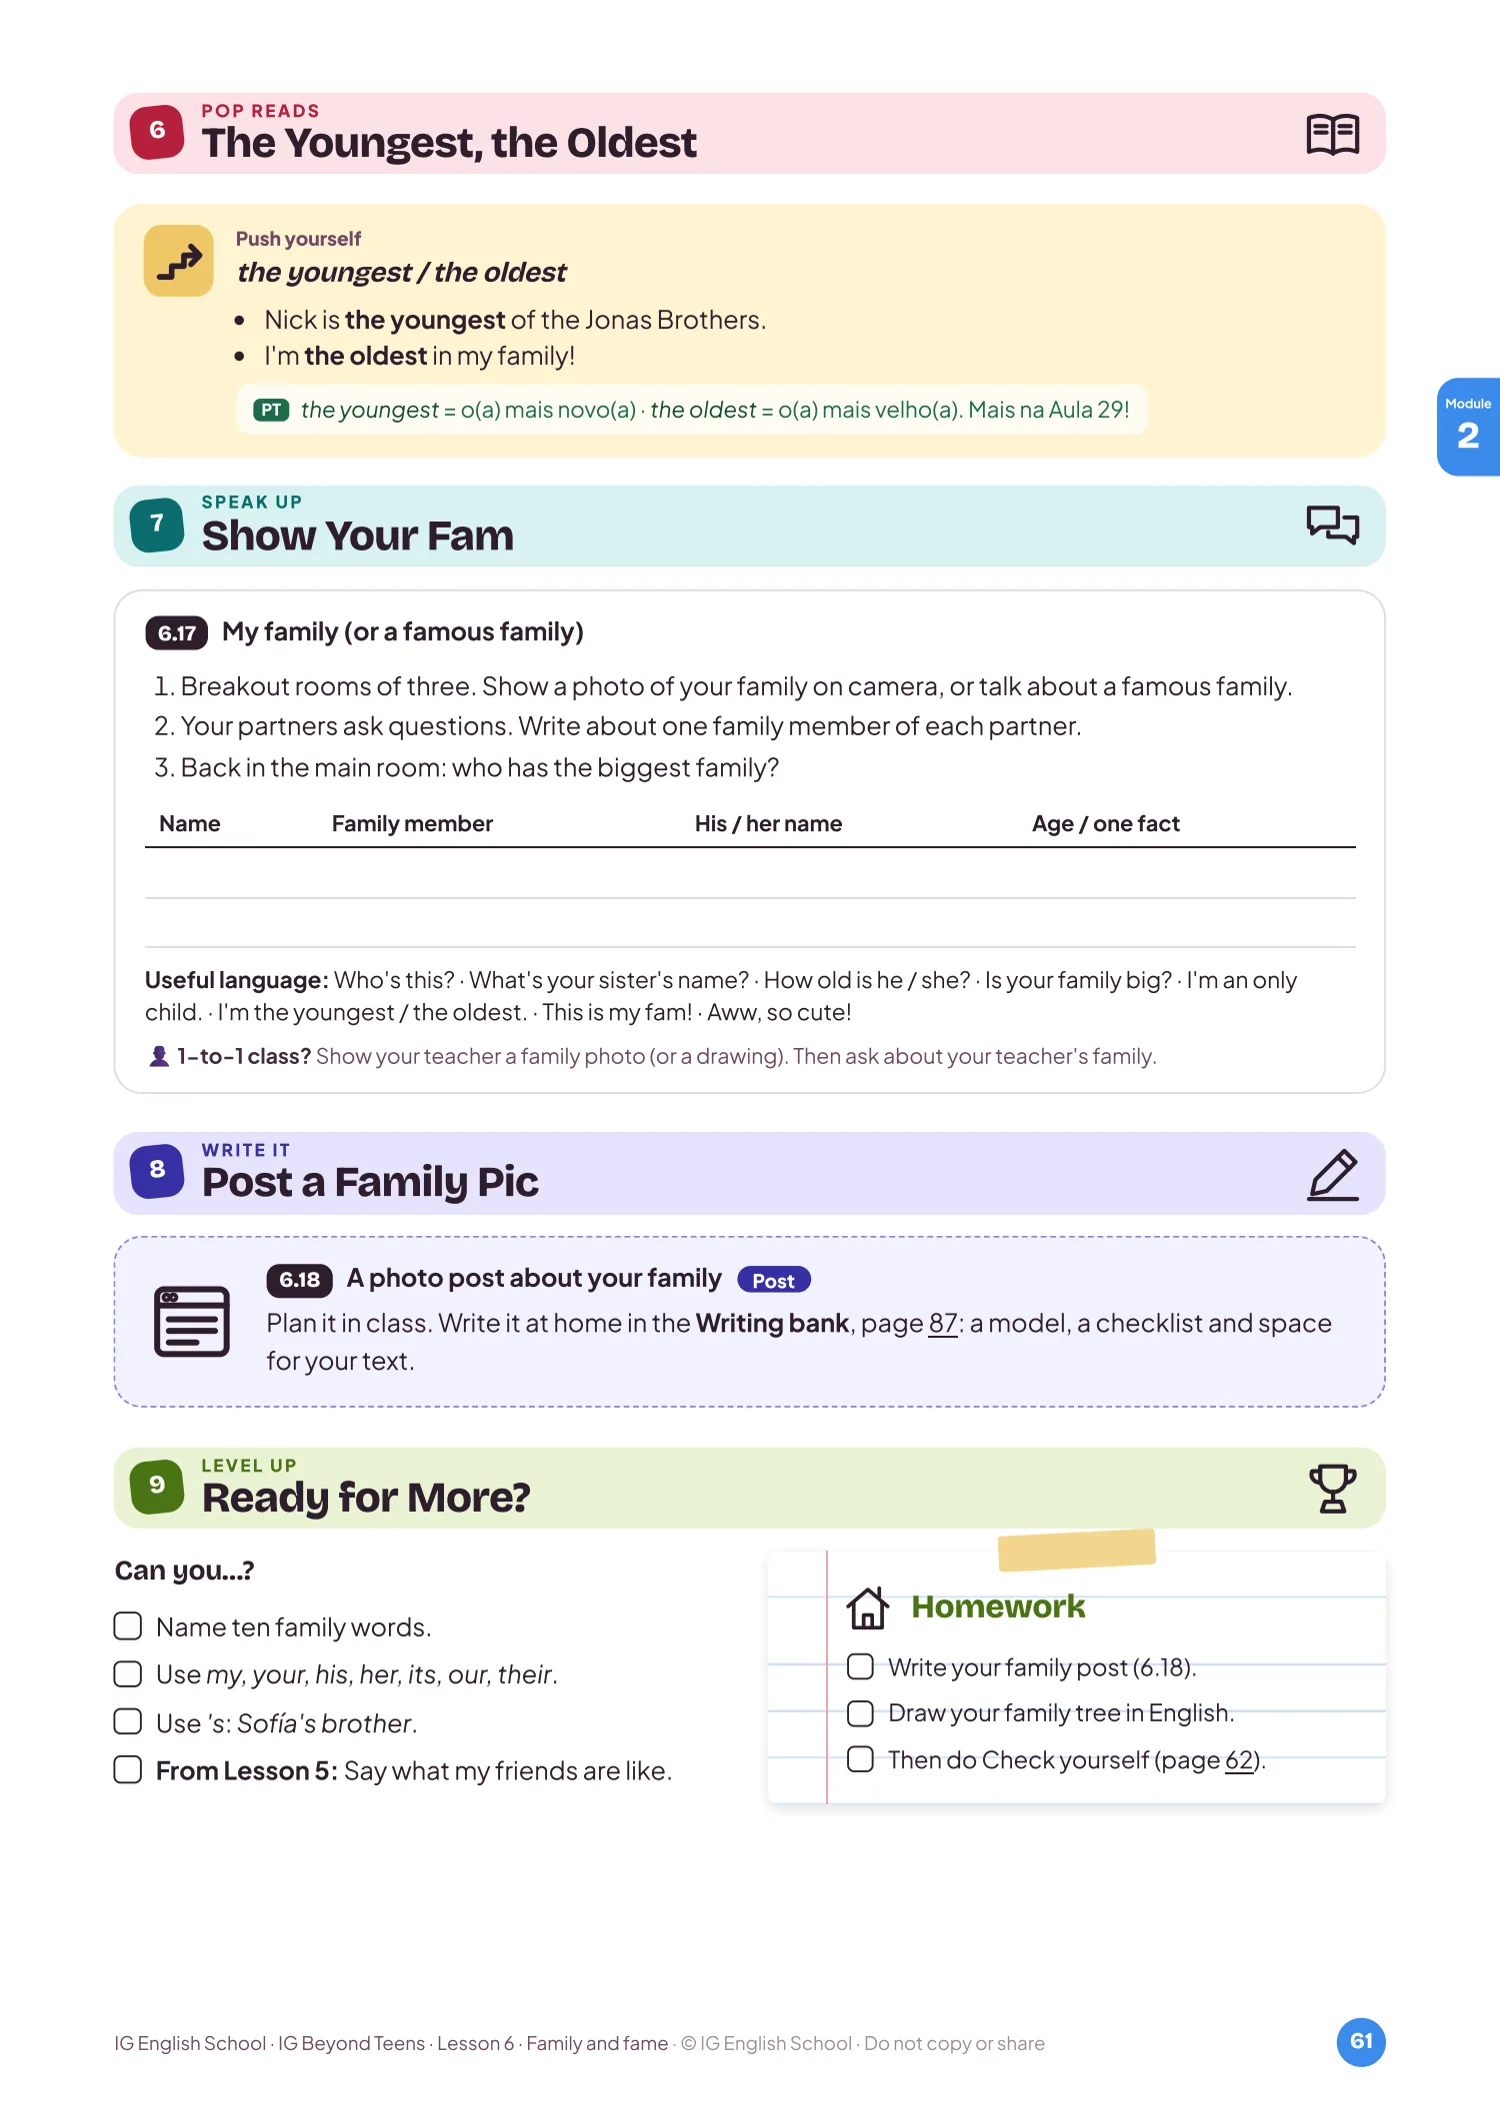 6
POP READS
The Youngest, the Oldest
Push yourself
the youngest / the oldest
• Nick is the youngest of the Jonas Brothers.
• I'm the oldest in my family!
PT the youngest = o(a) mais novo(a) · the oldest = o(a) mais velho(a). Mais na Aula 29!
Module
2
7
SPEAK UP
Show Your Fam
6.17 My family (or a famous family)
1. Breakout rooms of three. Show a photo of your family on camera, or talk about a famous family.
2. Your partners ask questions. Write about one family member of each partner.
3. Back in the main room: who has the biggest family?
Name Family member His / her name Age / one fact
Useful language: Who's this? · What's your sister's name? · How old is he / she? · Is your family big? · I'm an only
child. · I'm the youngest / the oldest. · This is my fam! · Aww, so cute!
1-to-1 class? Show your teacher a family photo (or a drawing). Then ask about your teacher's family.
8
WRITE IT
Post a Family Pic
6.18 A photo post about your family Post
Plan it in class. Write it at home in the Writing bank, page 87: a model, a checklist and space
for your text.
9
LEVEL UP
Ready for More?
Can you...?
Name ten family words.
Use my, your, his, her, its, our, their.
Use 's: Sofía's brother.
From Lesson 5: Say what my friends are like.
Homework
Write your family post (6.18).
Draw your family tree in English.
Then do Check yourself (page 62).
IG English School · IG Beyond Teens · Lesson 6 · Family and fame · © IG English School · Do not copy or share
61